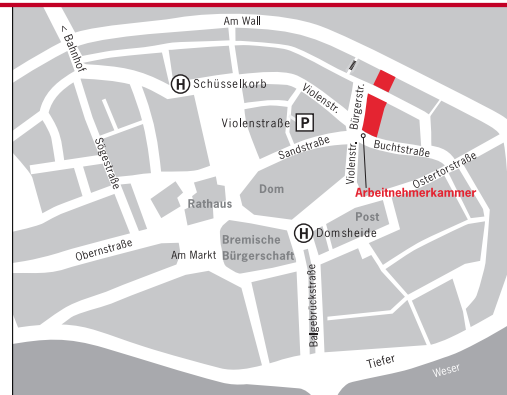 Am Wall
< Bahnhof
H Schüsselkorb
Violenstr.
Bürgerstr.
Violenstraße P
Sandstraße
Buchtstraße
Sögestraße
Violenstr.
Ostertorstraße
Dom
Arbeitnehmerkammer
Rathaus
Post
H Domsheide
Bremische
Bürgerschaft
Obernstraße
Am Markt
Balgebrückstraße
Tiefer
Weser